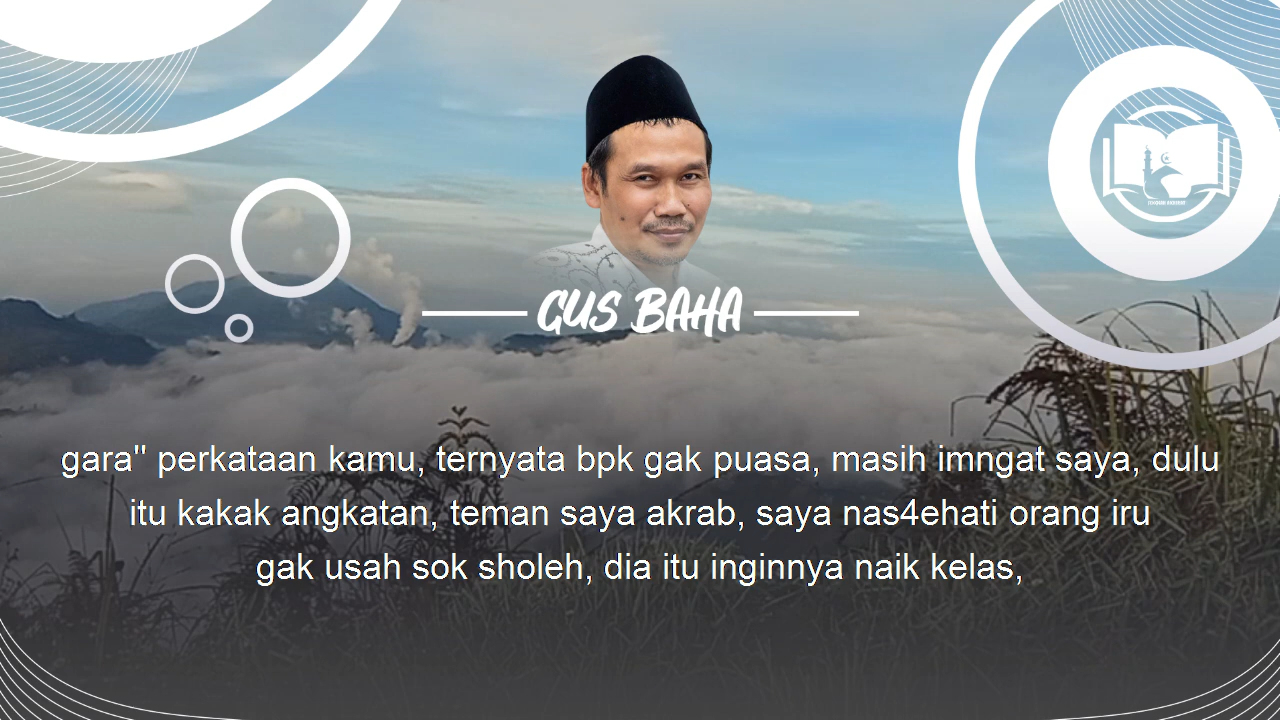 GUS BAHA
gara" perkataan kamu, ternyata bpk gak puasa, masih imngat saya, dulu
itu kakak angkatan, teman saya akrab, saya nas4ehati orang iru
gak usah sok sholeh, dia itu inginnya naik kelas,